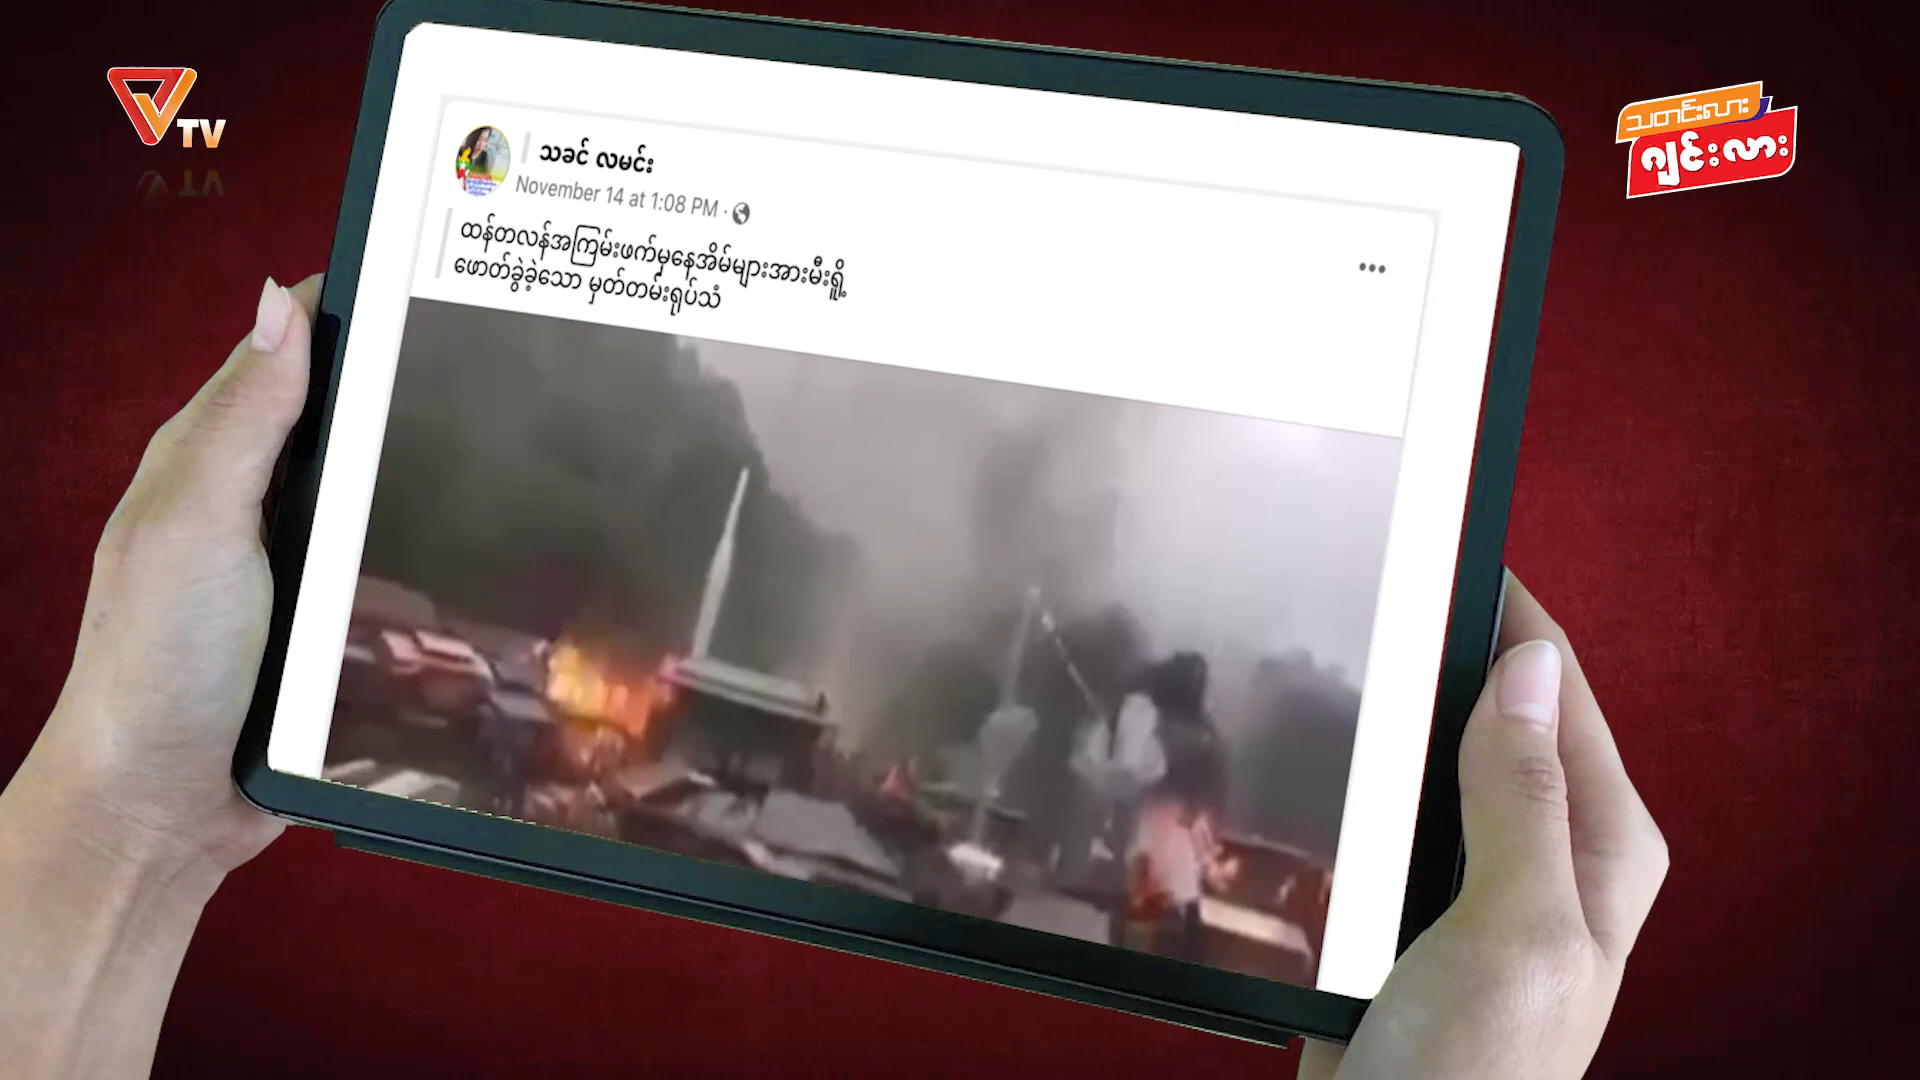 TV
သတင်းလား
ဂျင်းလား
သခင် လမင်း
November 14 at 1:08 PM ·
ထန်တလန်အကြမ်းဖက်မှနေအိမ်များအားမီးရှို့
ဖောတ်ခွဲခဲ့သော မှတ်တမ်းရုပ်သံ